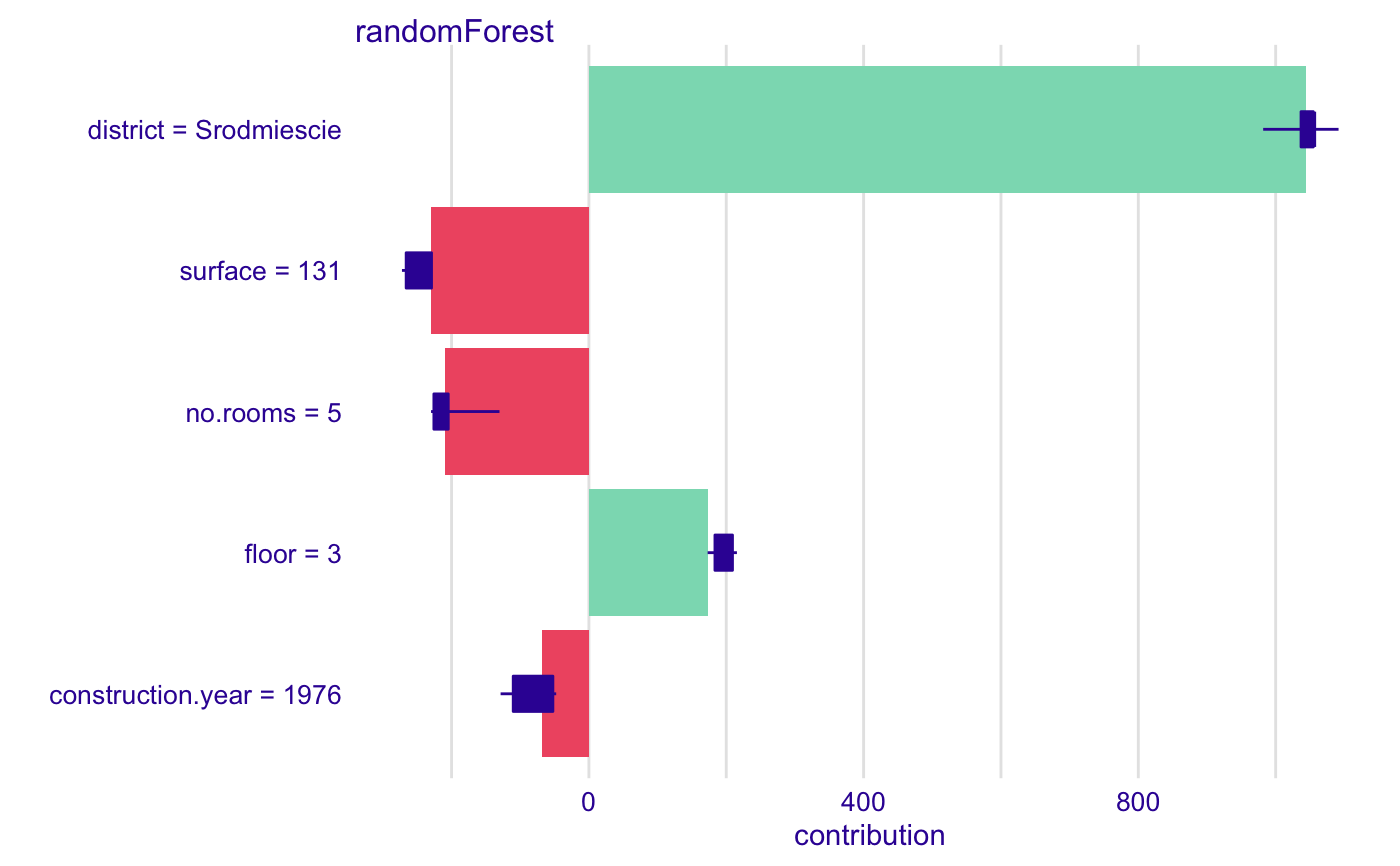 randomForest
district = Srodmiescie
surface = 131
no.rooms = 5
floor = 3
construction.year = 1976
0 400 800
contribution